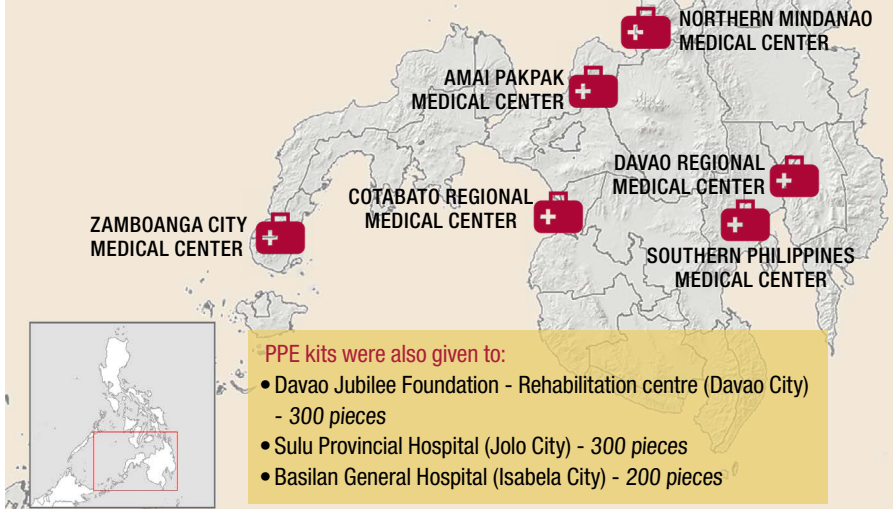 NORTHERN MINDANAO
MEDICAL CENTER
AMAI PAKPAK
MEDICAL CENTER
DAVAO REGIONAL
MEDICAL CENTER
COTABATO REGIONAL
MEDICAL CENTER
ZAMBOANGA CITY
MEDICAL CENTER
SOUTHERN PHILIPPINES
MEDICAL CENTER
PPE kits were also given to:
• Davao Jubilee Foundation - Rehabilitation centre (Davao City)
- 300 pieces
• Sulu Provincial Hospital (Jolo City) - 300 pieces
• Basilan General Hospital (Isabela City) - 200 pieces